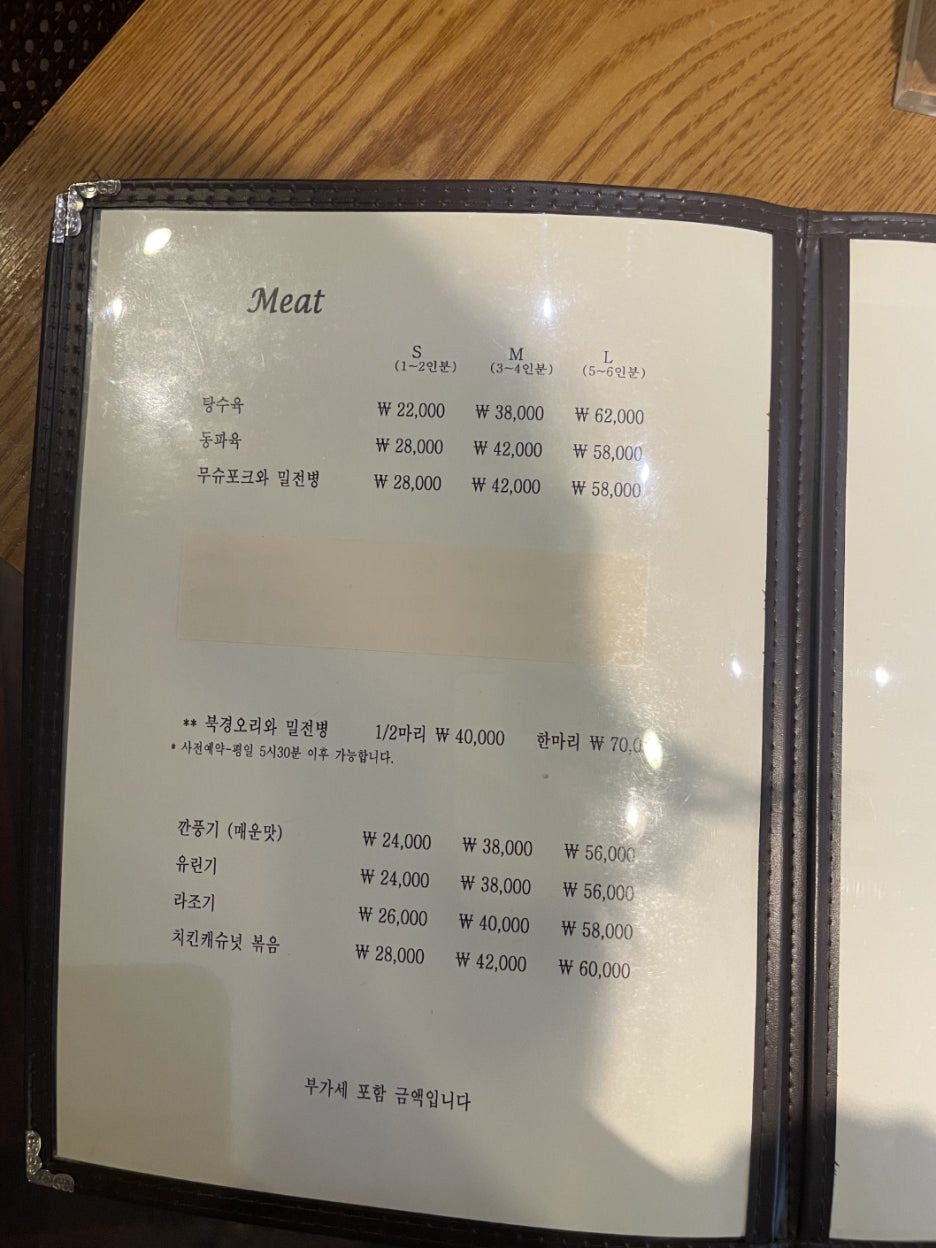 Meat
S M L
(1~2인분) (3~4인분) (5~6인분)
탕수육 ₩ 22,000 ₩ 38,000 ₩ 62,000
동파육 ₩ 28,000 ₩ 42,000 ₩ 58,000
무슈포크와 밀전병 ₩ 28,000 ₩ 42,000 ₩ 58,000
** 북경오리와 밀전병 1/2마리 ₩ 40,000 한마리 ₩ 70,0
* 사전예약-평일 5시30분 이후 가능합니다.
깐풍기 (매운맛) ₩ 24,000 ₩ 38,000 ₩ 56,000
유린기 ₩ 24,000 ₩ 38,000 ₩ 56,000
라조기 ₩ 26,000 ₩ 40,000 ₩ 58,000
치킨캐슈넛 볶음 ₩ 28,000 ₩ 42,000 ₩ 60,000
부가세 포함 금액입니다